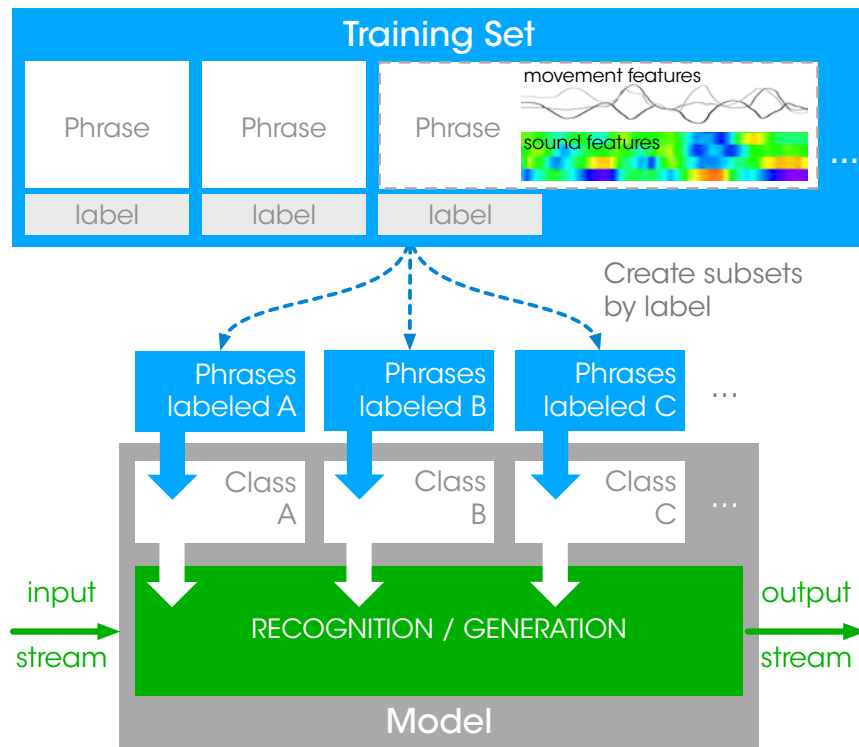 Training Set
Phrase
Phrase
Phrase
movement features
sound features
...
label
label
label
Create subsets
by label
Phrases
labeled A
Phrases
labeled B
Phrases
labeled C
...
Class
A
Class
B
Class
C
...
input
stream
RECOGNITION / GENERATION
output
stream
Model